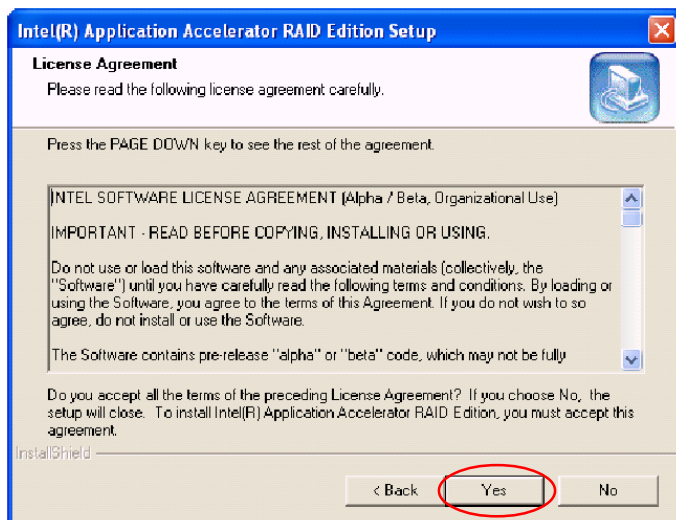 Intel(R) Application Accelerator RAID Edition Setup
License Agreement
Please read the following license agreement carefully.
Press the PAGE DOWN key to see the rest of the agreement.
INTEL SOFTWARE LICENSE AGREEMENT (Alpha / Beta, Organizational Use)
IMPORTANT - READ BEFORE COPYING, INSTALLING OR USING.
Do not use or load this software and any associated materials (collectively, the
"Software") until you have carefully read the following terms and conditions. By loading or
using the Software, you agree to the terms of this Agreement. If you do not wish to so
agree, do not install or use the Software.
The Software contains pre-release "alpha" or "beta" code, which may not be fully
Do you accept all the terms of the preceding License Agreement? If you choose No, the
setup will close. To install Intel(R) Application Accelerator RAID Edition, you must accept this
agreement.
InstallShield
< Back
Yes
No